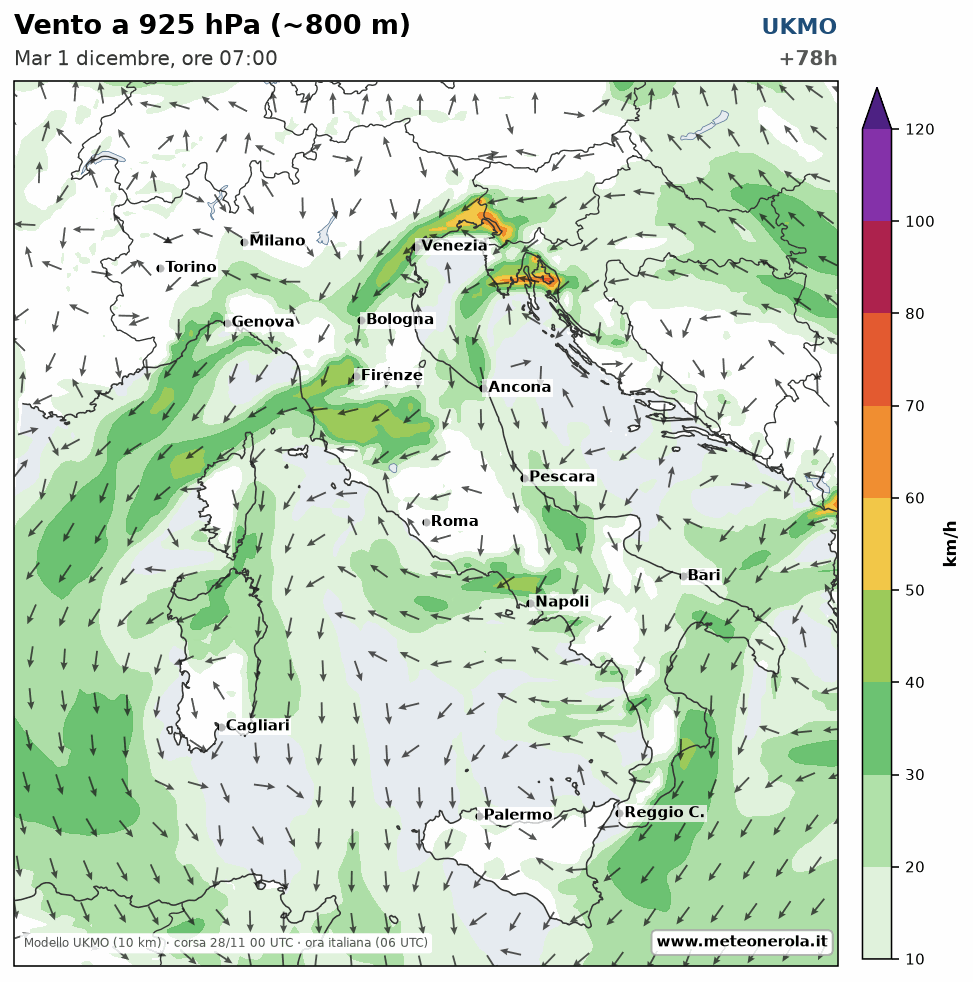 Vento a 925 hPa (~800 m)
UKMO
Mar 1 dicembre, ore 07:00
+78h
120
100
80
70
60
50
40
30
20
10
km/h
Milano
Venezia
Torino
Genova
Bologna
Firenze
Ancona
Pescara
Roma
Bari
Napoli
Cagliari
Palermo
Reggio C.
Modello UKMO (10 km) · corsa 28/11 00 UTC · ora italiana (06 UTC)
www.meteonerola.it